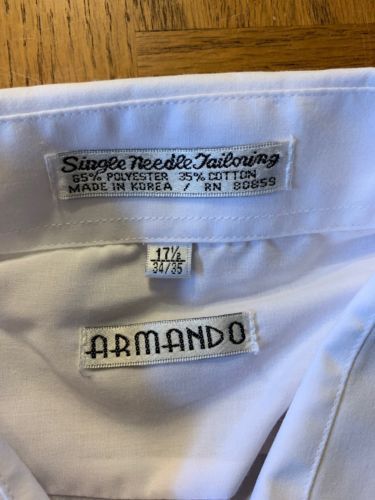 Single Needle Tailoring
65% POLYESTER 35% COTTON
MADE IN KOREA / RN 80859
17½
34/35
ARMANDO